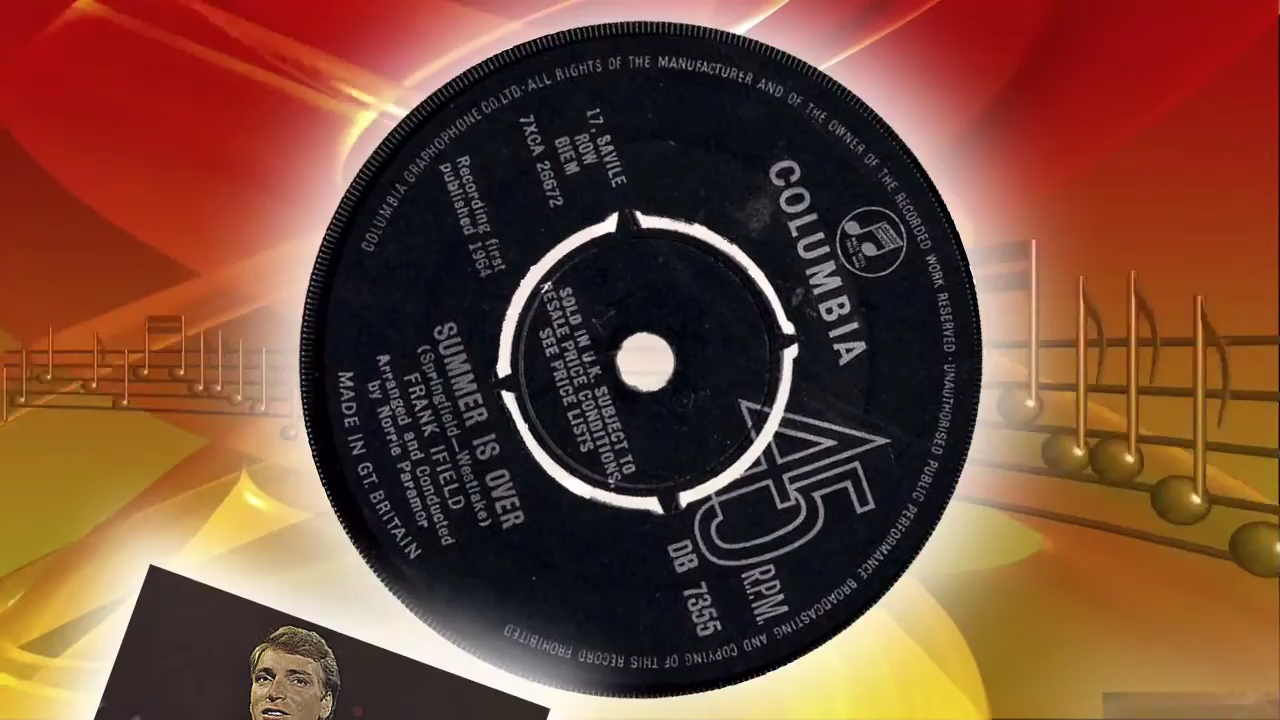 COLUMBIA GRAPHOPHONE CO. LTD. · ALL RIGHTS OF THE MANUFACTURER AND OF THE OWNER OF THE RECORDED WORK RESERVED · UNAUTHORISED PUBLIC PERFORMANCE BROADCASTING AND COPYING OF THIS RECORD PROHIBITED
COLUMBIA
45
R.P.M.
DB 7355
17, SAVILE
ROW
BIEM
7XCA 26672
Recording first
published 1964
SOLD IN U.K. SUBJECT TO
RESALE PRICE CONDITIONS,
SEE PRICE LISTS
SUMMER IS OVER
(Springfield—Westlake)
FRANK IFIELD
Arranged and Conducted
by Norrie Paramor
MADE IN GT. BRITAIN